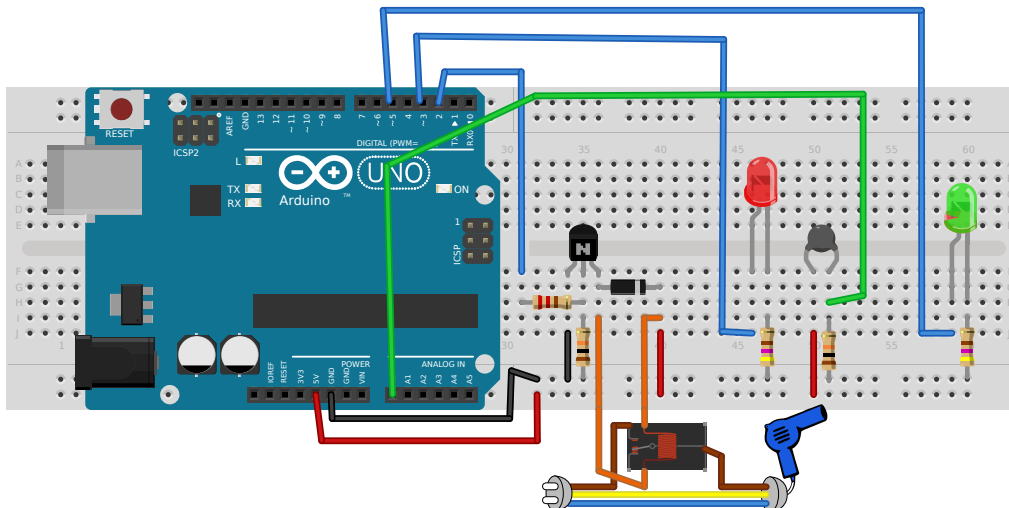 RESET
ICSP2
AREF
GND
13
12
~11
~10
~9
8
7
~6
~5
4
~3
2
TX▶1
RX◀0
DIGITAL (PWM=
L
TX
RX
Arduino
™
UNO
ON
1
ICSP
POWER
ANALOG IN
IOREF
RESET
3V3
5V
GND
GND
VIN
A1
A2
A3
A4
A5
30
35
40
45
50
55
60
A
B
C
D
E
F
G
H
I
J
A
B
C
D
E
F
G
H
I
J
N
1
30
45
55